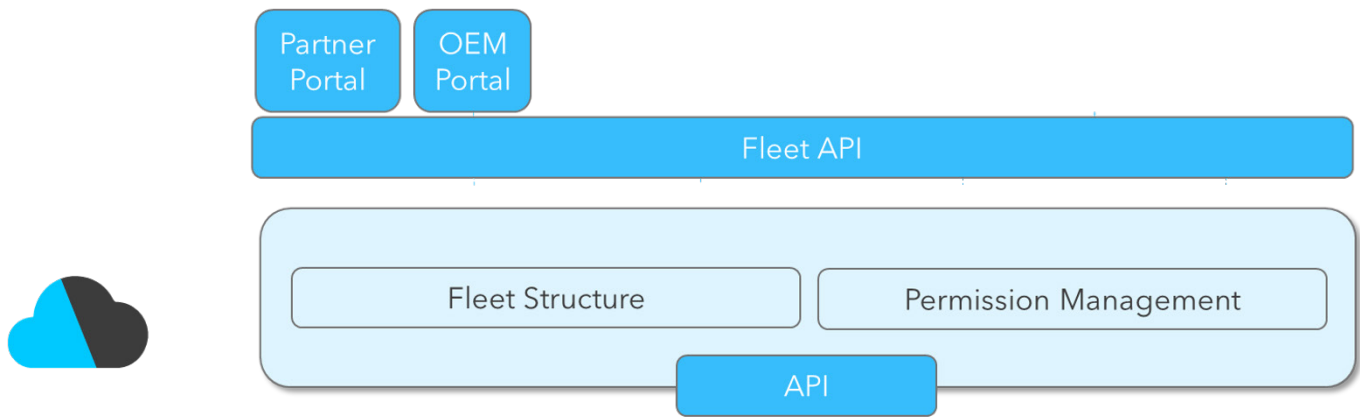 Partner
Portal
OEM
Portal
Fleet API
Fleet Structure
Permission Management
API